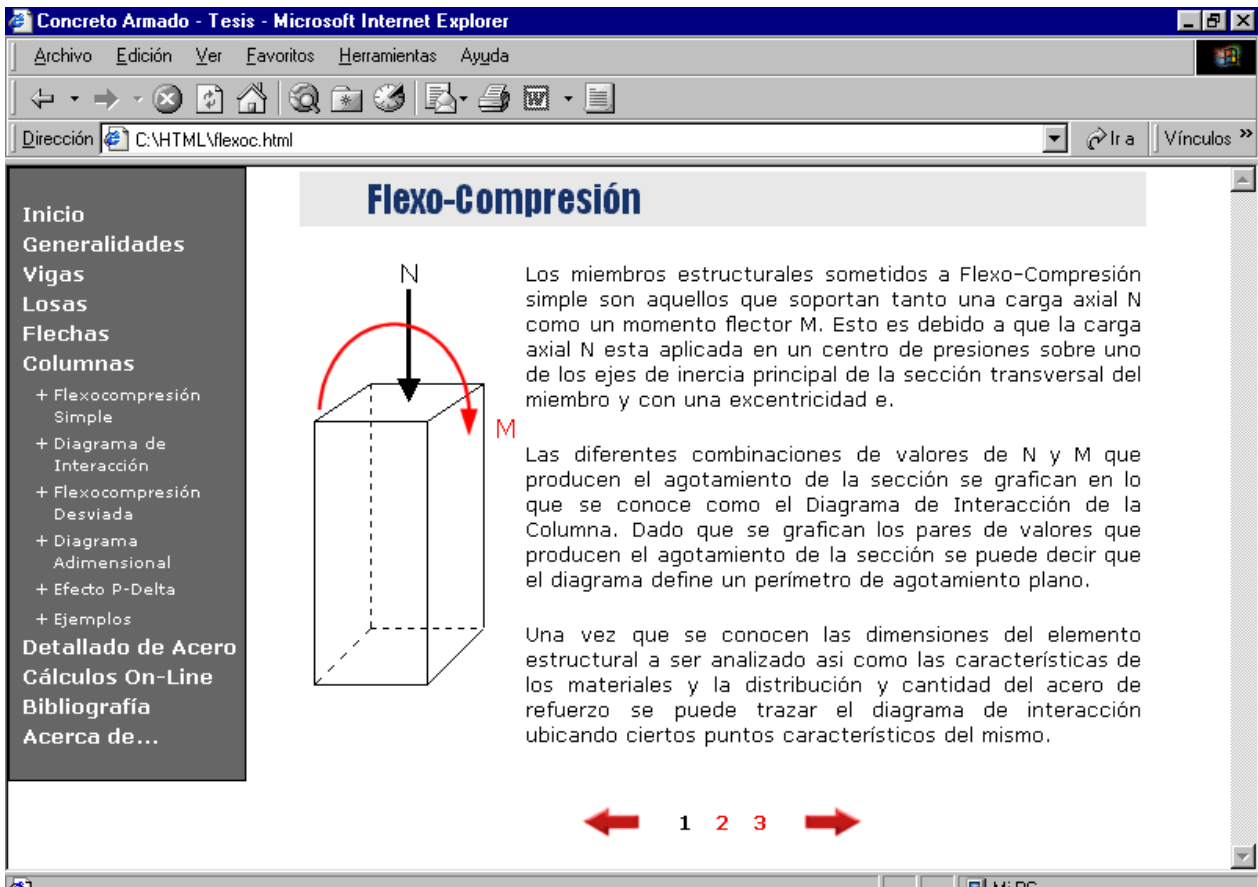 Concreto Armado - Tesis - Microsoft Internet Explorer
Archivo Edición Ver Favoritos Herramientas Ayuda
Dirección C:\HTML\flexoc.html Ir a Vínculos »
Inicio
Generalidades
Vigas
Losas
Flechas
Columnas
+ Flexocompresión
Simple
+ Diagrama de
Interacción
+ Flexocompresión
Desviada
+ Diagrama
Adimensional
+ Efecto P-Delta
+ Ejemplos
Detallado de Acero
Cálculos On-Line
Bibliografía
Acerca de...
Flexo-Compresión
N
M
Los miembros estructurales sometidos a Flexo-Compresión
simple son aquellos que soportan tanto una carga axial N
como un momento flector M. Esto es debido a que la carga
axial N esta aplicada en un centro de presiones sobre uno
de los ejes de inercia principal de la sección transversal del
miembro y con una excentricidad e.
Las diferentes combinaciones de valores de N y M que
producen el agotamiento de la sección se grafican en lo
que se conoce como el Diagrama de Interacción de la
Columna. Dado que se grafican los pares de valores que
producen el agotamiento de la sección se puede decir que
el diagrama define un perímetro de agotamiento plano.
Una vez que se conocen las dimensiones del elemento
estructural a ser analizado asi como las características de
los materiales y la distribución y cantidad del acero de
refuerzo se puede trazar el diagrama de interacción
ubicando ciertos puntos característicos del mismo.
1 2 3